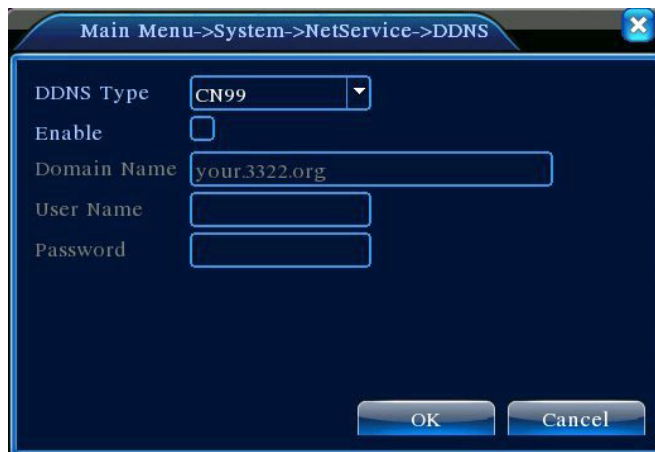 Main Menu->System->NetService->DDNS
DDNS Type CN99
Enable
Domain Name your.3322.org
User Name
Password
OK Cancel